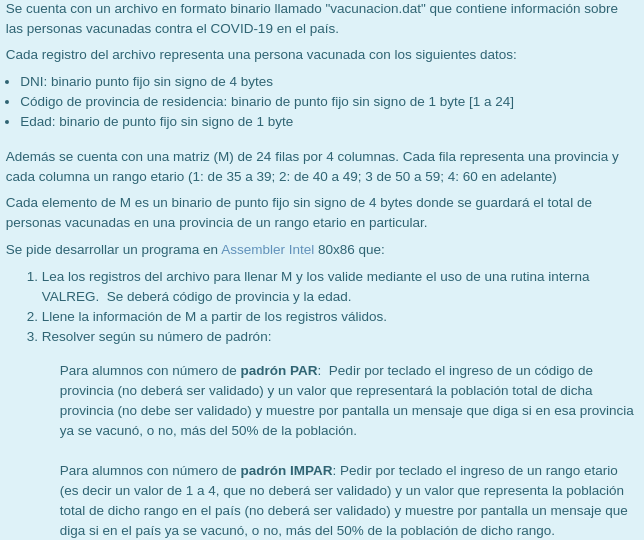 Se cuenta con un archivo en formato binario llamado "vacunacion.dat" que contiene información sobre
las personas vacunadas contra el COVID-19 en el país.
Cada registro del archivo representa una persona vacunada con los siguientes datos:
• DNI: binario punto fijo sin signo de 4 bytes
• Código de provincia de residencia: binario de punto fijo sin signo de 1 byte [1 a 24]
• Edad: binario de punto fijo sin signo de 1 byte
Además se cuenta con una matriz (M) de 24 filas por 4 columnas. Cada fila representa una provincia y
cada columna un rango etario (1: de 35 a 39; 2: de 40 a 49; 3 de 50 a 59; 4: 60 en adelante)
Cada elemento de M es un binario de punto fijo sin signo de 4 bytes donde se guardará el total de
personas vacunadas en una provincia de un rango etario en particular.
Se pide desarrollar un programa en Assembler Intel 80x86 que:
1. Lea los registros del archivo para llenar M y los valide mediante el uso de una rutina interna
VALREG. Se deberá código de provincia y la edad.
2. Llene la información de M a partir de los registros válidos.
3. Resolver según su número de padrón:
Para alumnos con número de padrón PAR: Pedir por teclado el ingreso de un código de
provincia (no deberá ser validado) y un valor que representará la población total de dicha
provincia (no debe ser validado) y muestre por pantalla un mensaje que diga si en esa provincia
ya se vacunó, o no, más del 50% de la población.
Para alumnos con número de padrón IMPAR: Pedir por teclado el ingreso de un rango etario
(es decir un valor de 1 a 4, que no deberá ser validado) y un valor que representa la población
total de dicho rango en el país (no deberá ser validado) y muestre por pantalla un mensaje que
diga si en el país ya se vacunó, o no, más del 50% de la población de dicho rango.